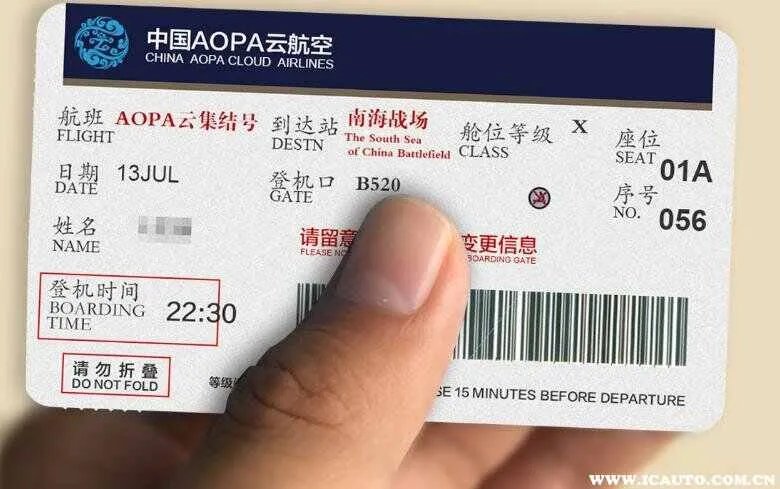 中国AOPA云航空
CHINA AOPA CLOUD AIRLINES
航班 AOPA云集结号 到达站 南海战场 舱位等级 X 座位
FLIGHT DESTN The South Sea of China Battlefield CLASS SEAT 01A
日期 13JUL 登机口 B520 序号
DATE GATE NO. 056
姓名
NAME
请留意 变更信息
PLEASE NO BOARDING GATE
登机时间
BOARDING TIME 22:30
请勿折叠
DO NOT FOLD
等级
SE 15 MINUTES BEFORE DEPARTURE
WWW.ICAUTO.COM.CN